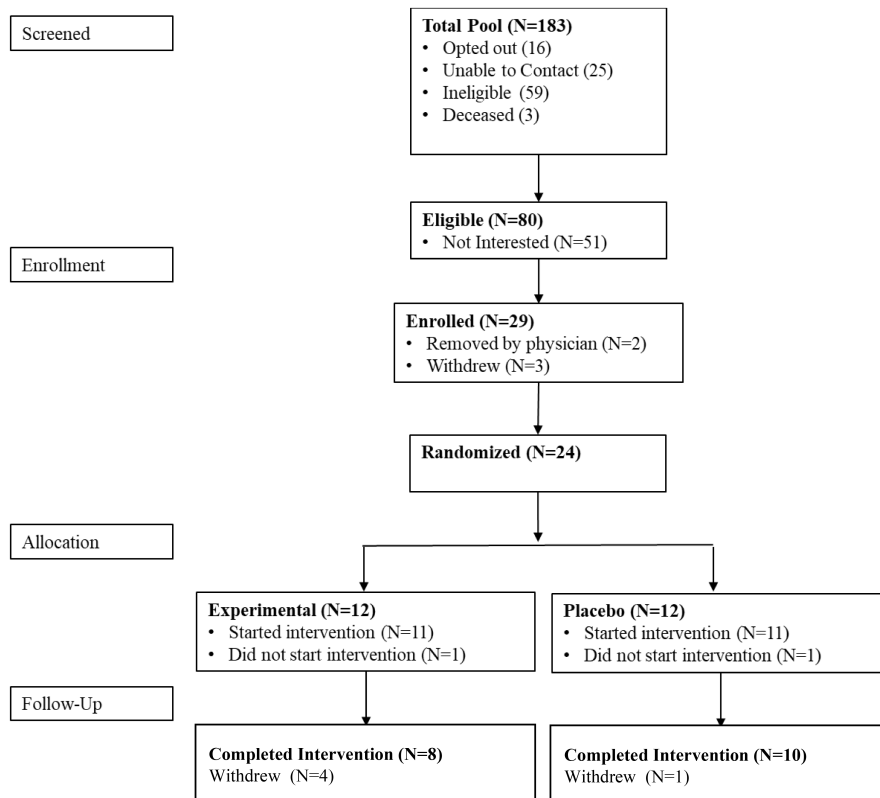 Screened
Total Pool (N=183)
• Opted out (16)
• Unable to Contact (25)
• Ineligible (59)
• Deceased (3)
Eligible (N=80)
• Not Interested (N=51)
Enrollment
Enrolled (N=29)
• Removed by physician (N=2)
• Withdrew (N=3)
Randomized (N=24)
Allocation
Experimental (N=12)
• Started intervention (N=11)
• Did not start intervention (N=1)
Placebo (N=12)
• Started intervention (N=11)
• Did not start intervention (N=1)
Follow-Up
Completed Intervention (N=8)
Withdrew (N=4)
Completed Intervention (N=10)
Withdrew (N=1)